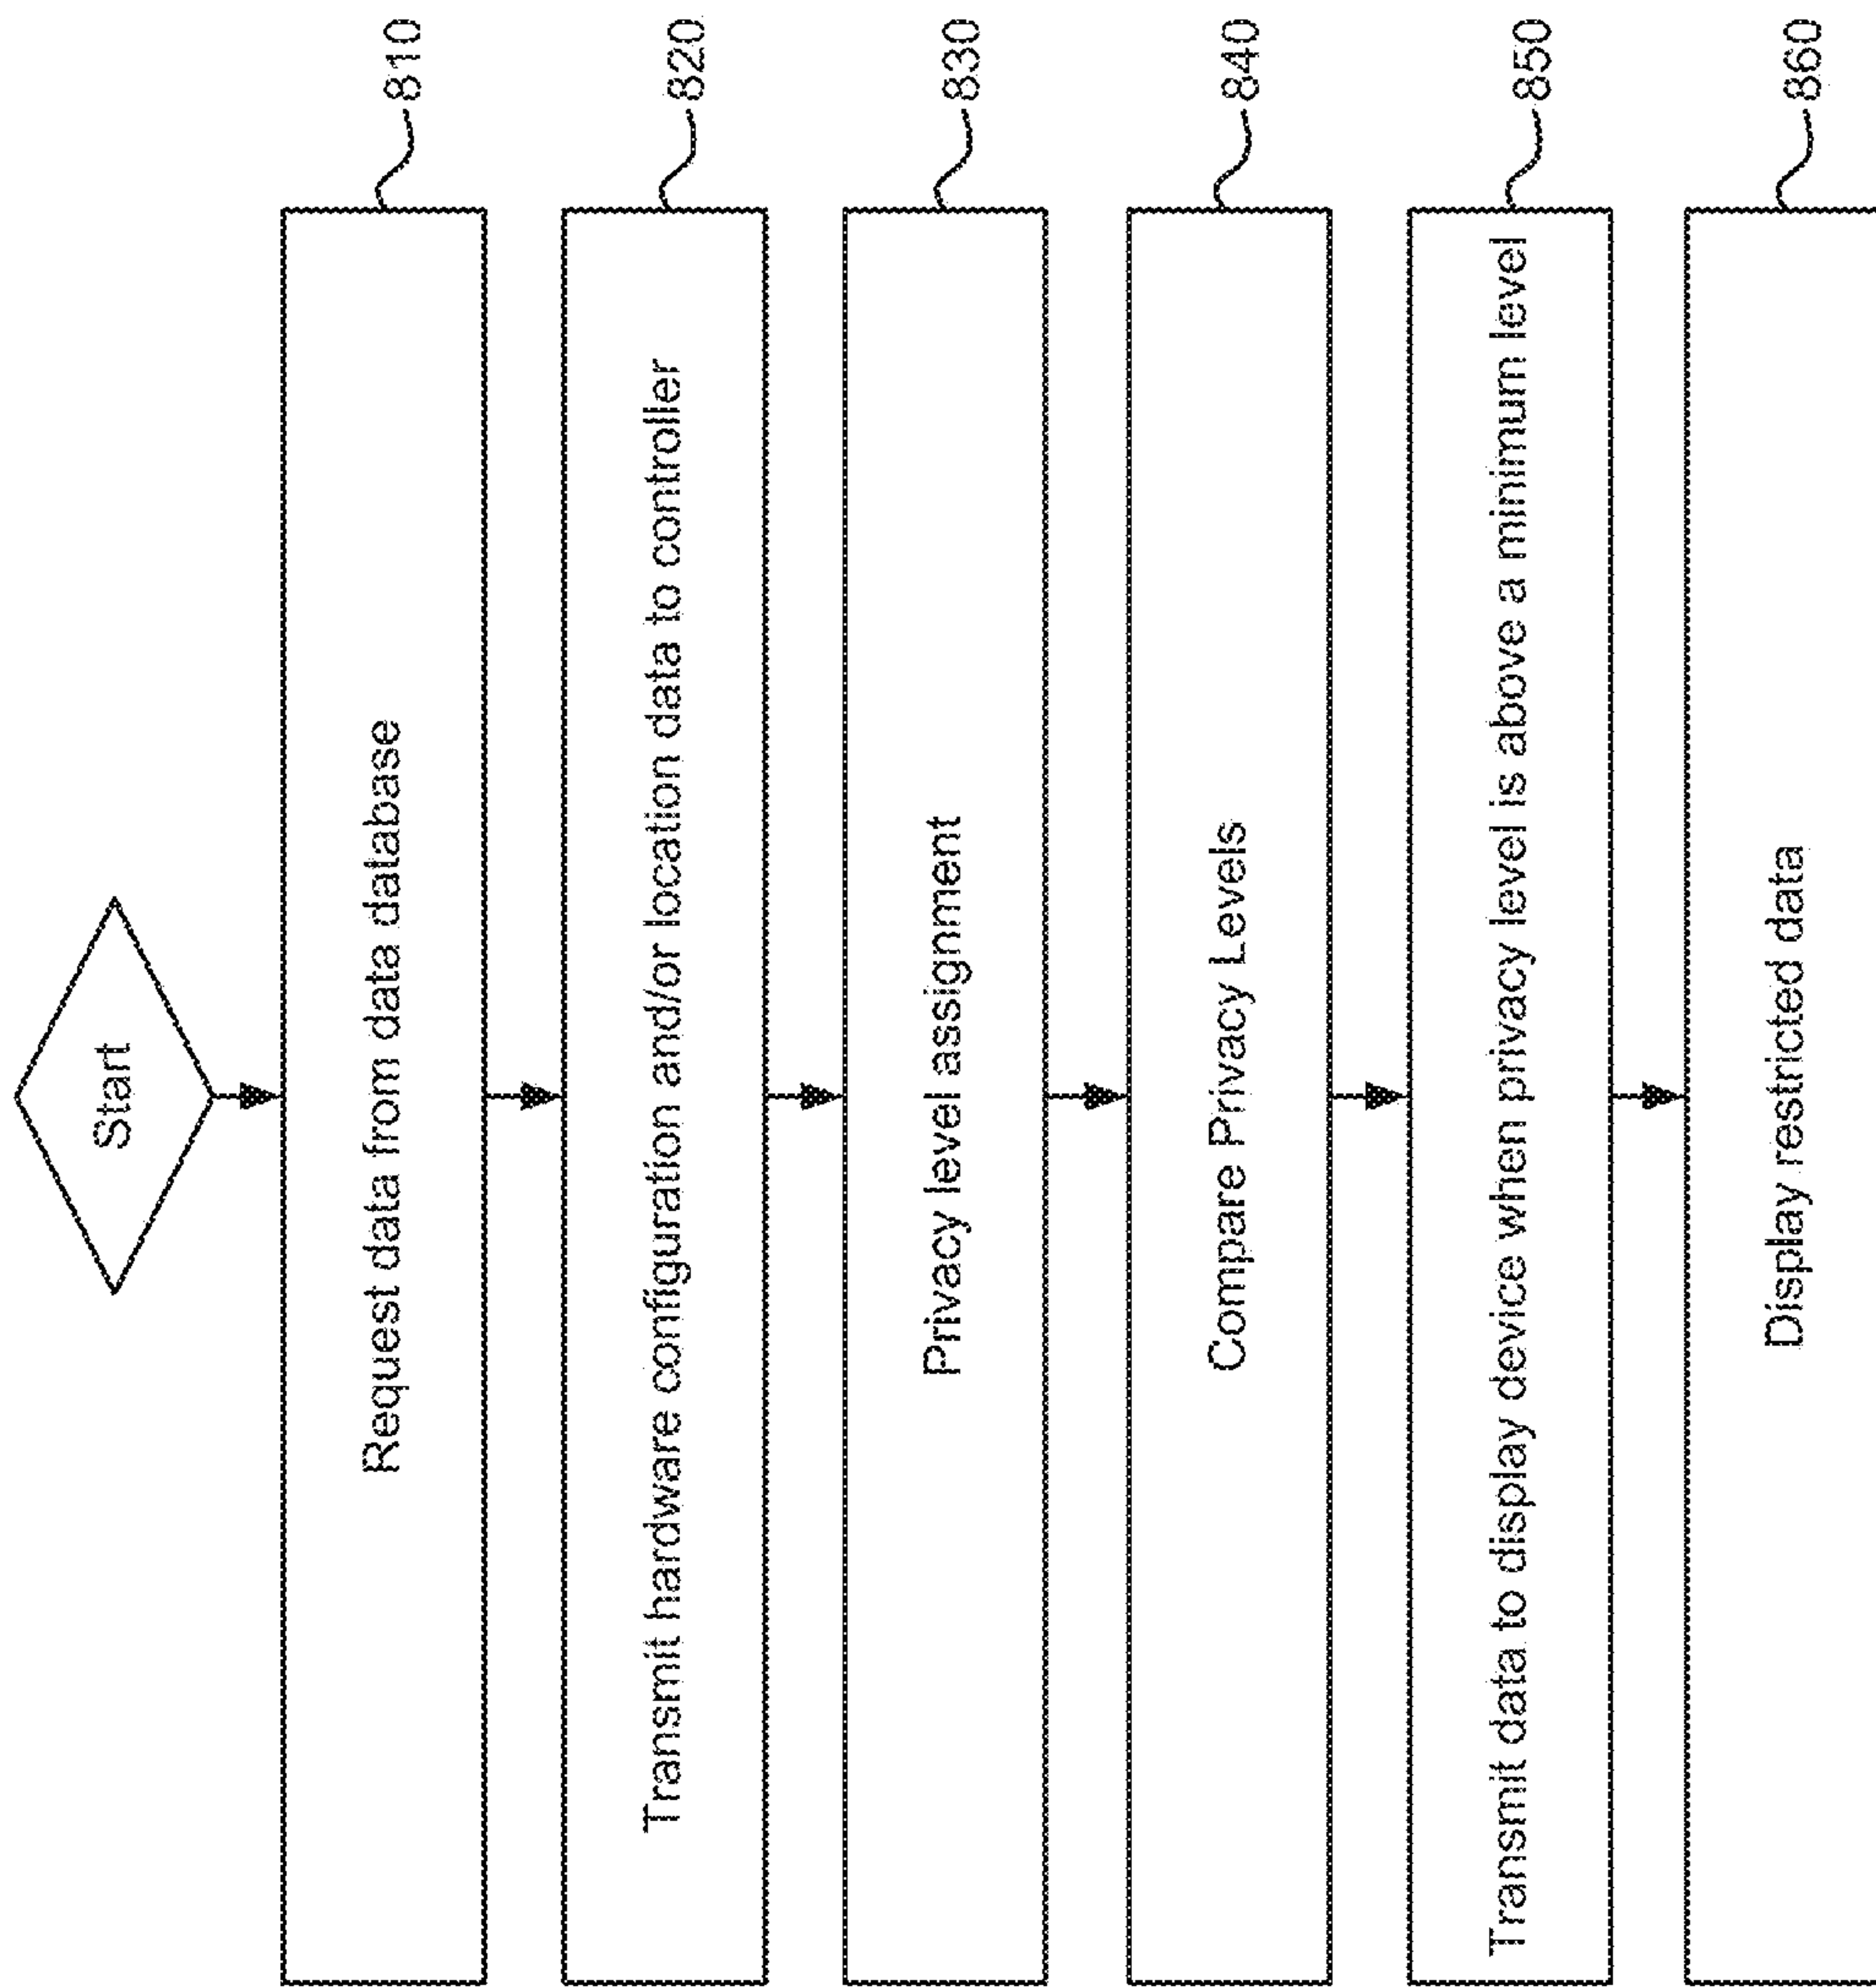 Start
Request data from data database
810
Transmit hardware configuration and/or location data to controller
820
Privacy level assignment
830
Compare Privacy Levels
840
Transmit data to display device when privacy level is above a minimum level
850
Display restricted data
860